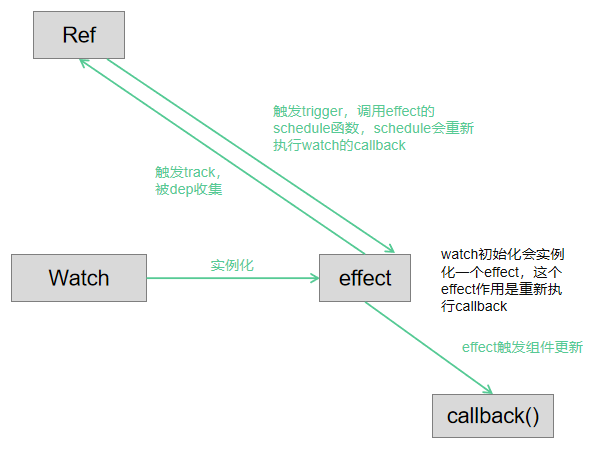 Ref
触发trigger，调用effect的
schedule函数，schedule会重新
执行watch的callback
触发track，
被dep收集
Watch
实例化
effect
watch初始化会实例
化一个effect，这个
effect作用是重新执
行callback
effect触发组件更新
callback()